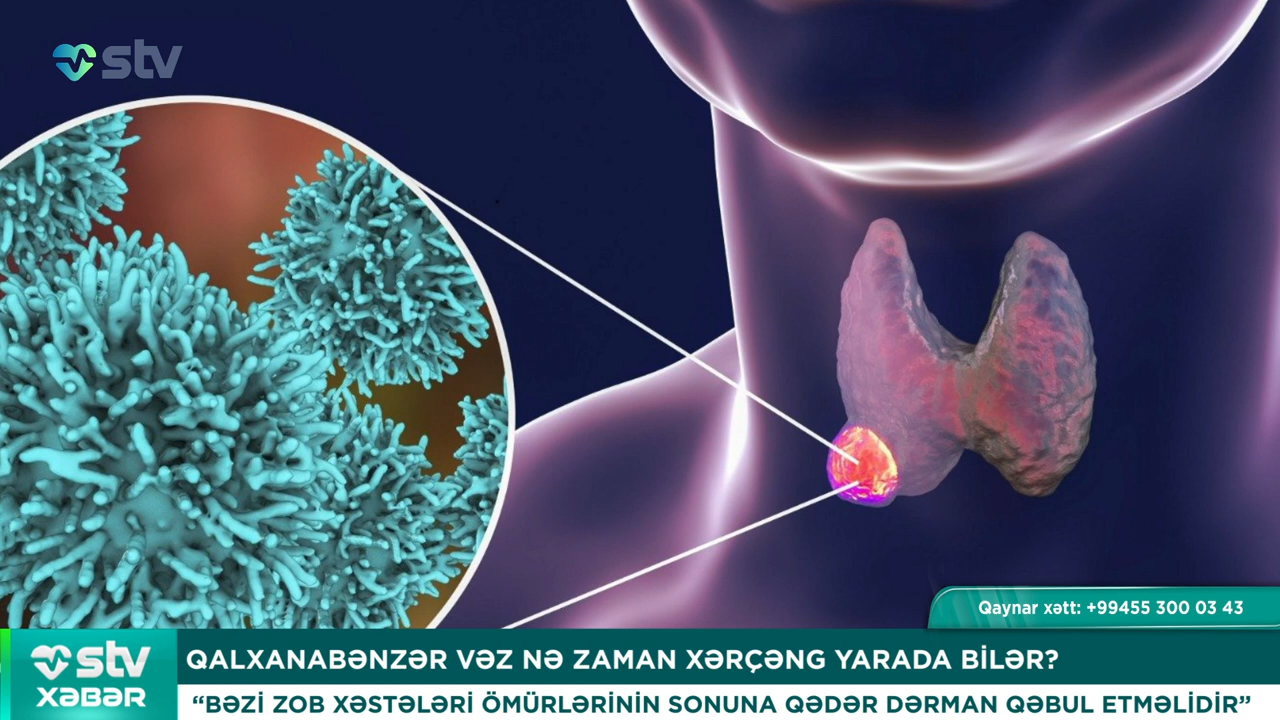 stv
Qaynar xətt: +99455 300 03 43
stv
XƏBƏR
QALXANABƏNZƏR VƏZ NƏ ZAMAN XƏRÇƏNG YARADA BİLƏR?
“BƏZİ ZOB XƏSTƏLƏRİ ÖMÜRLƏRİNİN SONUNA QƏDƏR DƏRMAN QƏBUL ETMƏLİDİR”